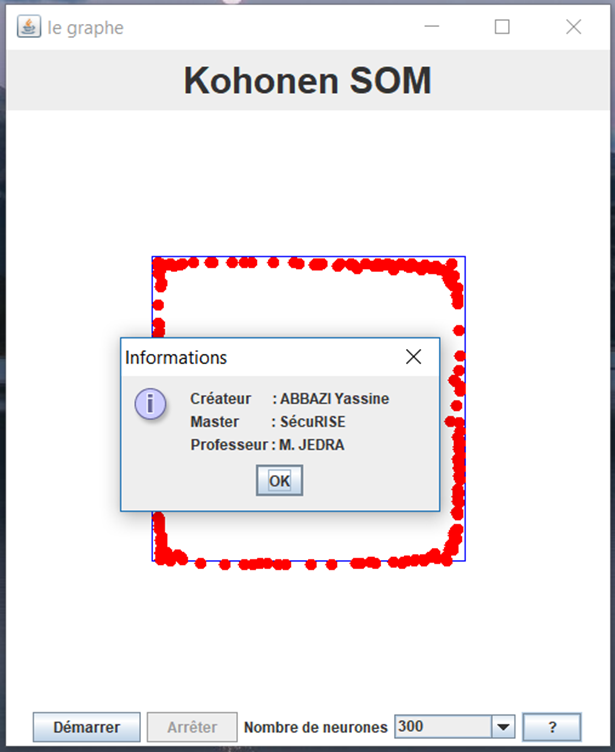 le graphe
Kohonen SOM
Informations
Créateur : ABBAZI Yassine
Master : SécuRISE
Professeur : M. JEDRA
OK
Démarrer Arrêter Nombre de neurones 300 ?